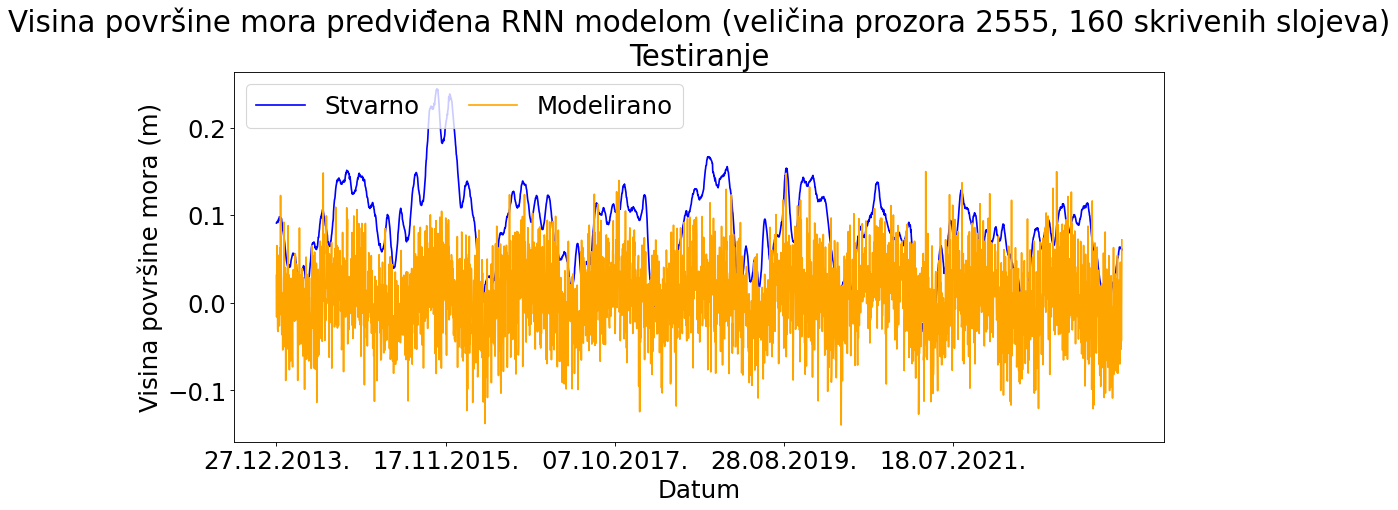 Visina površine mora predviđena RNN modelom (veličina prozora 2555, 160 skrivenih slojeva)
Testiranje
Stvarno Modelirano
Visina površine mora (m)
0.2
0.1
0.0
−0.1
27.12.2013. 17.11.2015. 07.10.2017. 28.08.2019. 18.07.2021.
Datum